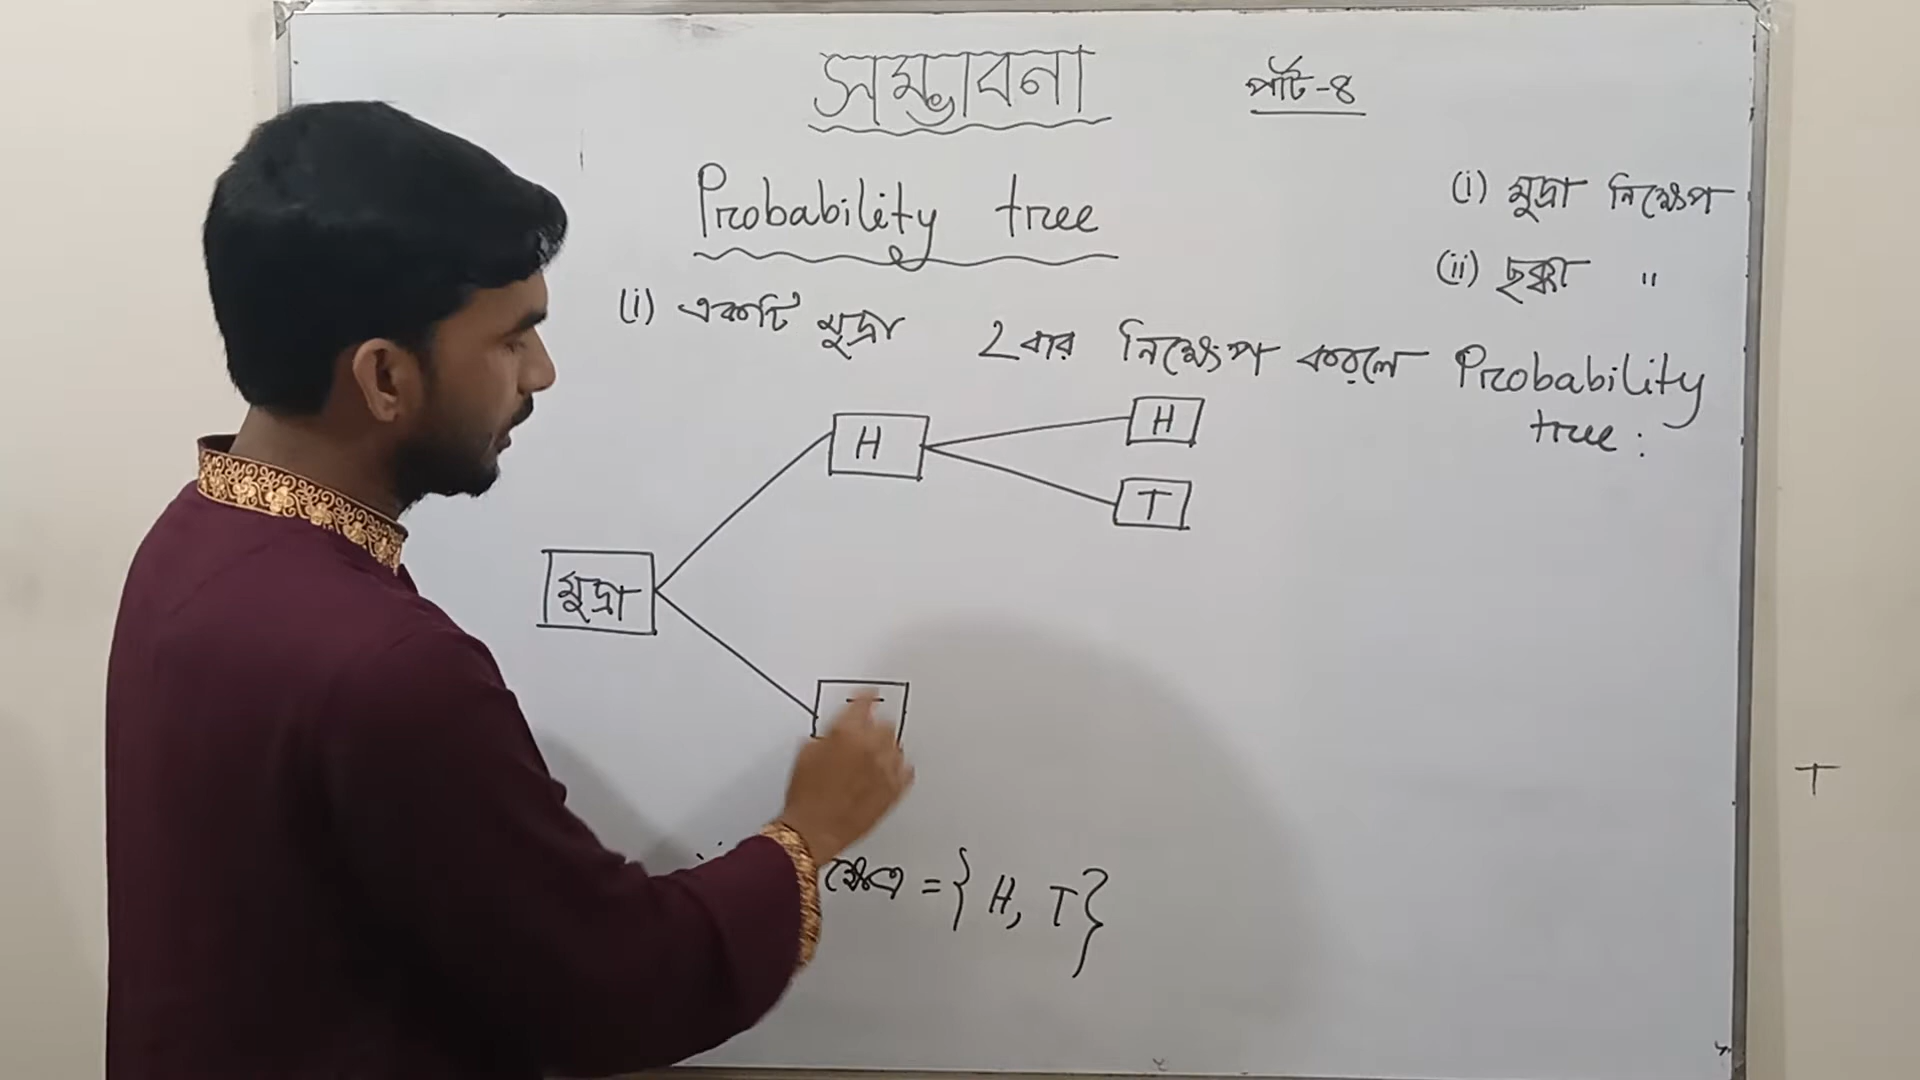 সম্ভাবনা
পার্ট-৪
Probability tree
(i) মুদ্রা নিক্ষেপ
(ii) ছক্কা "
(i) একটি মুদ্রা 2 বার নিক্ষেপ করলে Probability
tree:
H
H
T
মুদ্রা
T
ক্ষেত্র = { H, T }